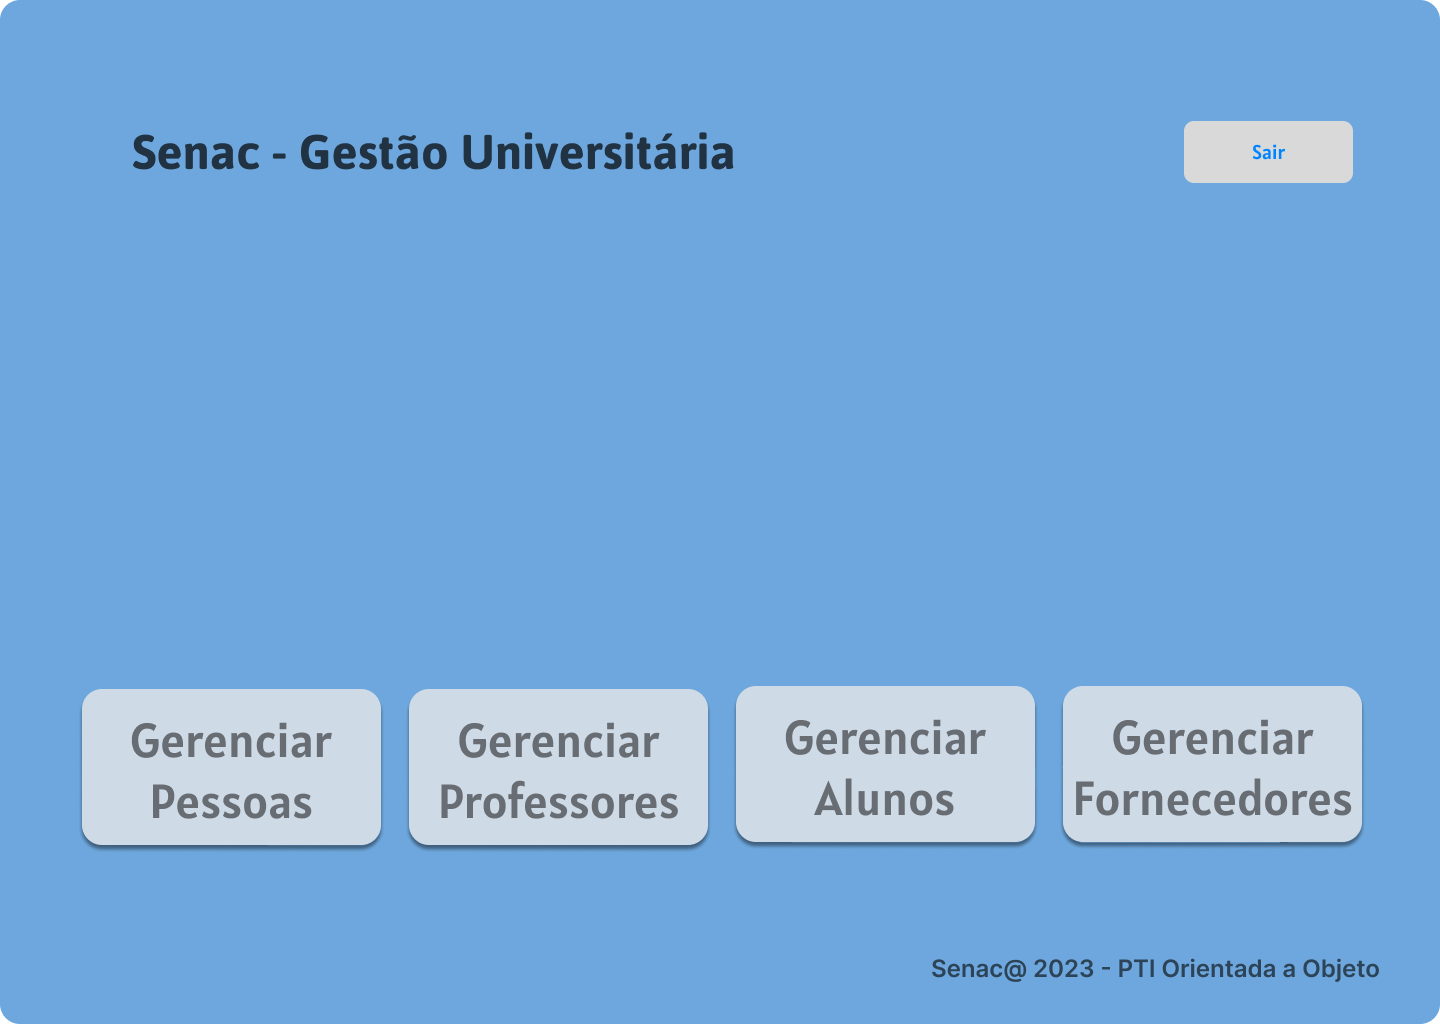 Senac - Gestão Universitária
Sair
Gerenciar
Pessoas
Gerenciar
Professores
Gerenciar
Alunos
Gerenciar
Fornecedores
Senac@ 2023 - PTI Orientada a Objeto